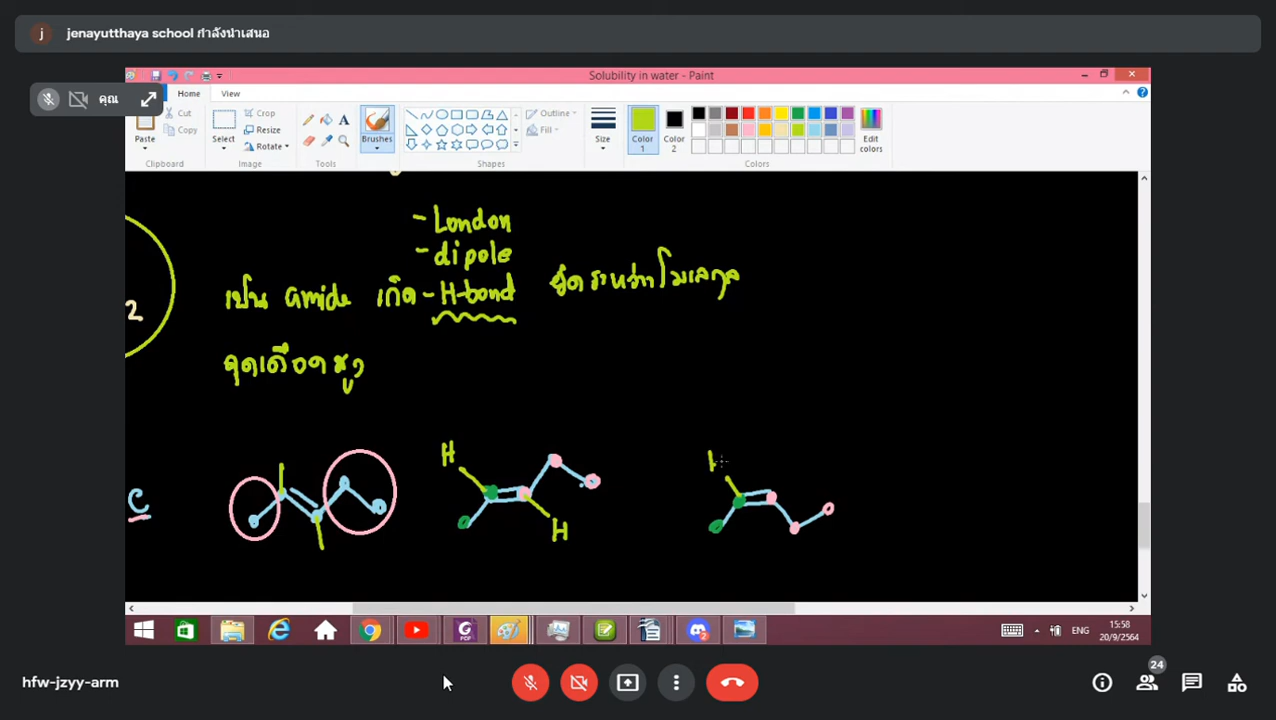 j jenayutthaya school กำลังนำเสนอ
Solubility in water - Paint
คุณ
Home View
Paste
Cut
Copy
Clipboard
Select
Crop
Resize
Rotate
Image
Tools
Brushes
Shapes
Outline
Fill
Size
Color 1
Color 2
Edit colors
Colors
- London
- dipole
เป็น amide เกิด - H-bond ยึดระหว่างโมเลกุล
2
จุดเดือดสูง
C
H
H
ENG
15:58
20/9/2564
hfw-jzyy-arm
24